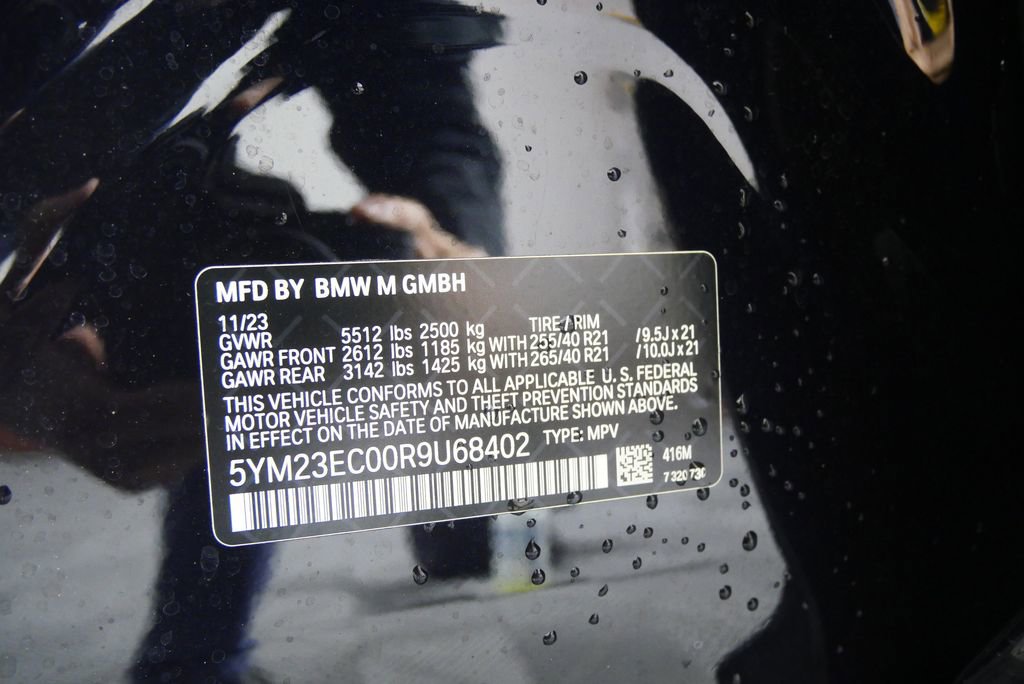 MFD BY BMW M GMBH
11/23 TIRE / RIM
GVWR 5512 lbs 2500 kg
GAWR FRONT 2612 lbs 1185 kg WITH 255/40 R21 / 9.5J x 21
GAWR REAR 3142 lbs 1425 kg WITH 265/40 R21 / 10.0J x 21
THIS VEHICLE CONFORMS TO ALL APPLICABLE U. S. FEDERAL
MOTOR VEHICLE SAFETY AND THEFT PREVENTION STANDARDS
IN EFFECT ON THE DATE OF MANUFACTURE SHOWN ABOVE.
5YM23EC00R9U68402 TYPE: MPV
416M
7 320 730